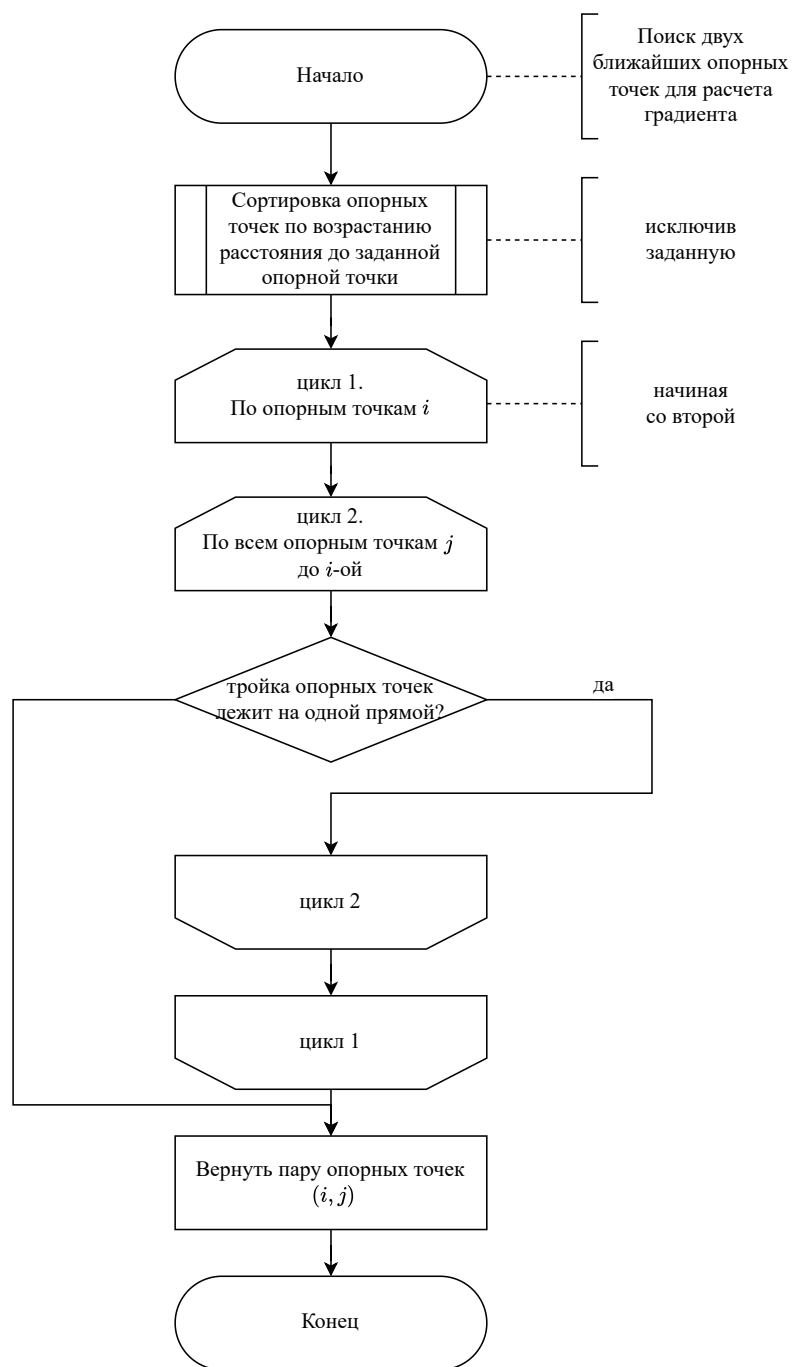 Начало
Поиск двух
ближайших опорных
точек для расчета
градиента
Сортировка опорных
точек по возрастанию
расстояния до заданной
опорной точки
исключив
заданную
цикл 1.
По опорным точкам i
начиная
со второй
цикл 2.
По всем опорным точкам j
до i-ой
тройка опорных точек
лежит на одной прямой?
да
цикл 2
цикл 1
Вернуть пару опорных точек
(i, j)
Конец